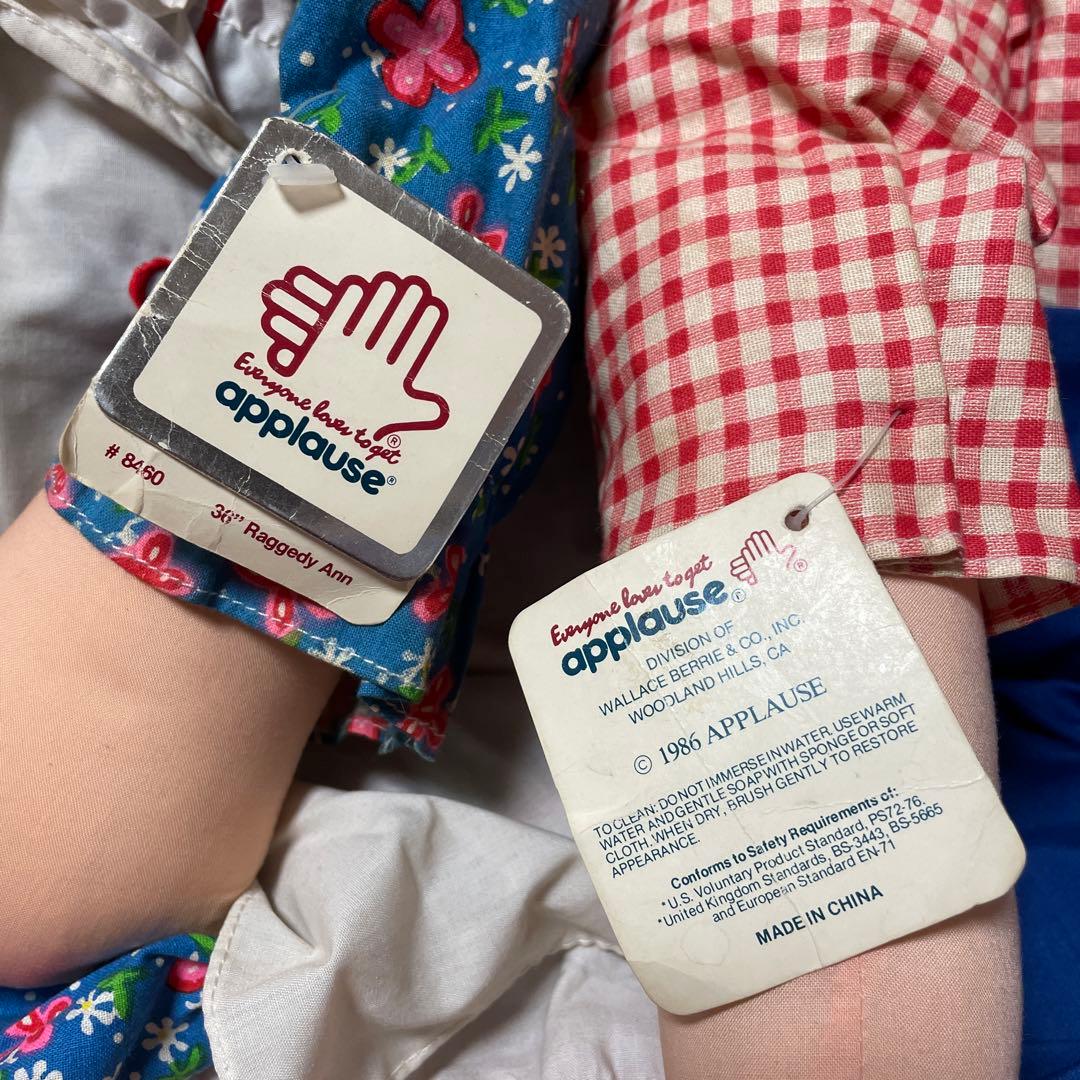 Everyone loves to get
applause®
®
# 8460
36" Raggedy Ann
Everyone loves to get
applause®
®
DIVISION OF
WALLACE BERRIE & CO., INC.
WOODLAND HILLS, CA
© 1986 APPLAUSE
TO CLEAN: DO NOT IMMERSE IN WATER, USE WARM
WATER AND GENTLE SOAP WITH SPONGE OR SOFT
CLOTH. WHEN DRY, BRUSH GENTLY TO RESTORE
APPEARANCE.
Conforms to Safety Requirements of:
*U.S. Voluntary Product Standard, PS72-76,
*United Kingdom Standards, BS-3443, BS-5665
and European Standard EN-71
MADE IN CHINA